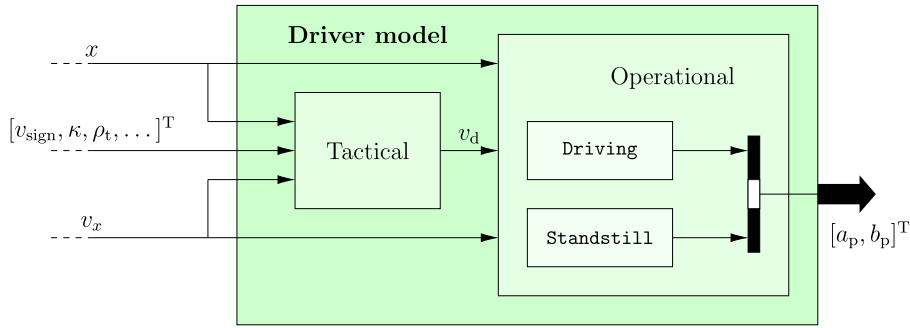 Driver model
x
Operational
[v_sign, κ, ρ_t, . . . ]^T
Tactical
v_d
Driving
v_x
Standstill
[a_p, b_p]^T